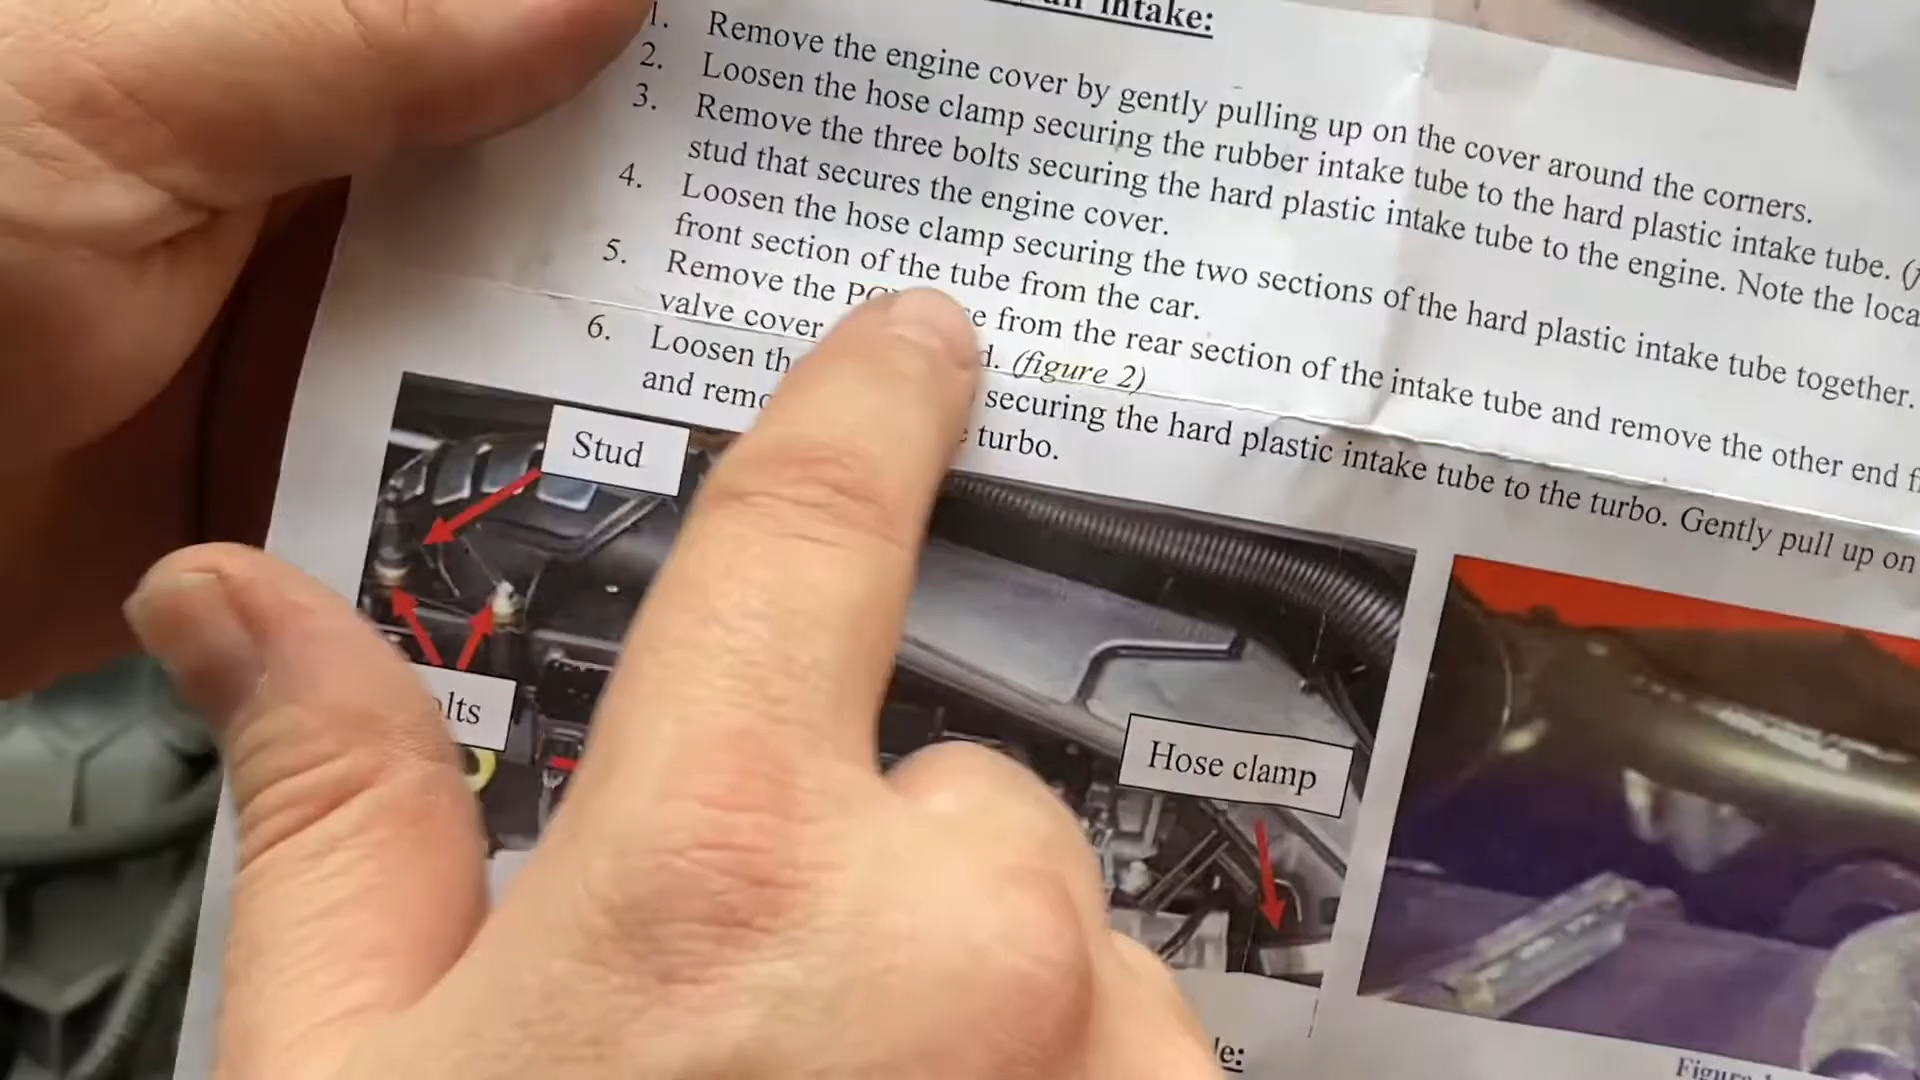 intake:
1. Remove the engine cover by gently pulling up on the cover around the corners.
2. Loosen the hose clamp securing the rubber intake tube to the hard plastic intake tube. (
3. Remove the three bolts securing the hard plastic intake tube to the engine. Note the loca
stud that secures the engine cover.
4. Loosen the hose clamp securing the two sections of the hard plastic intake tube together.
front section of the tube from the car.
5. Remove the from the rear section of the intake tube and remove the other end
valve cover (figure 2)
6. Loosen securing the hard plastic intake tube to the turbo. Gently pull up on
and turbo.
Stud
olts
Hose clamp
le:
Figure